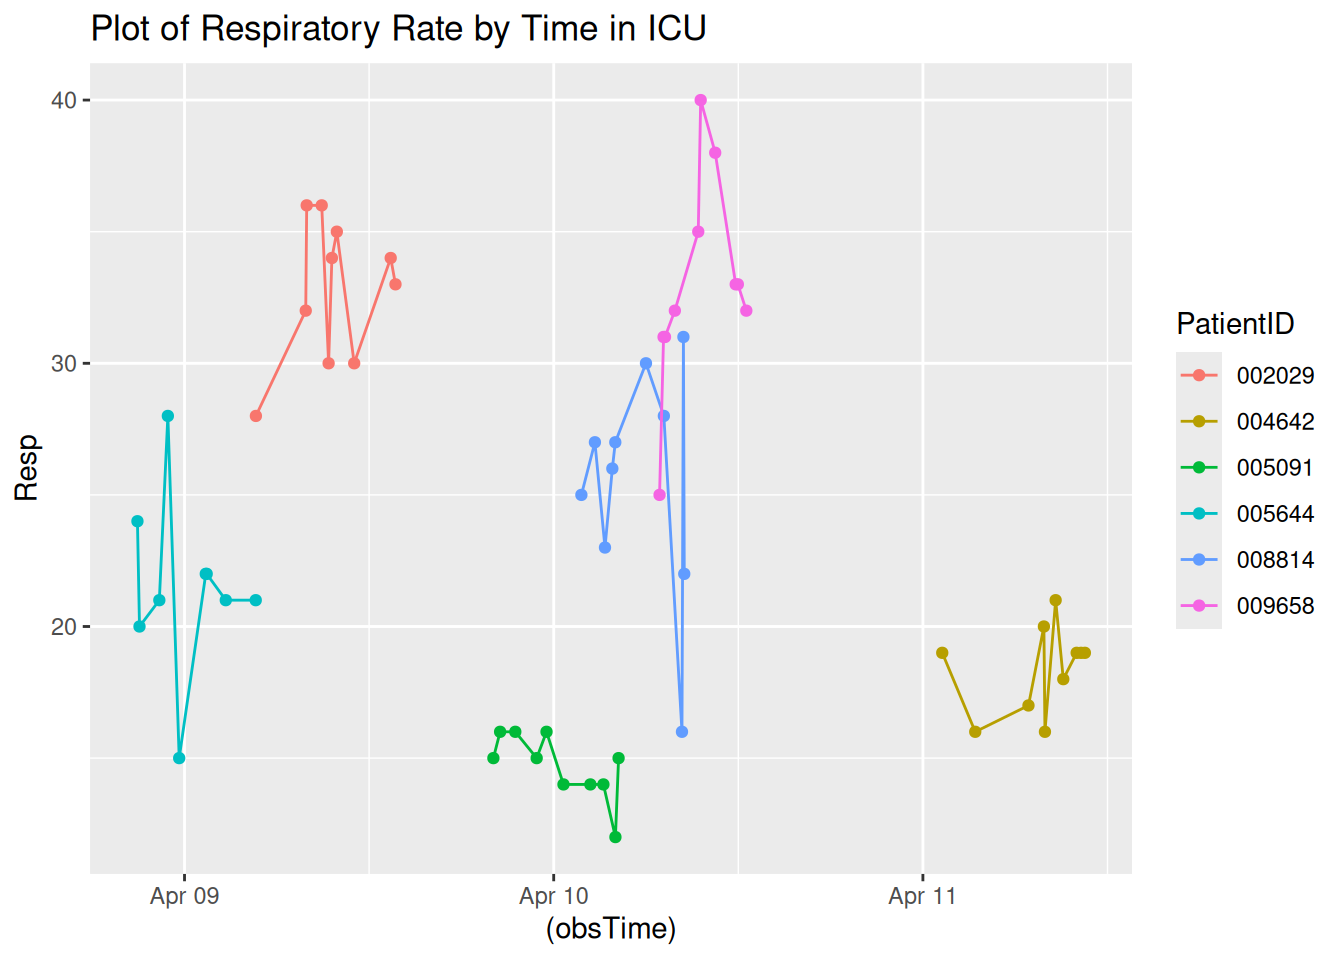 Plot of Respiratory Rate by Time in ICU
40
30
20
Resp
Apr 09
Apr 10
Apr 11
(obsTime)
PatientID
002029
004642
005091
005644
008814
009658